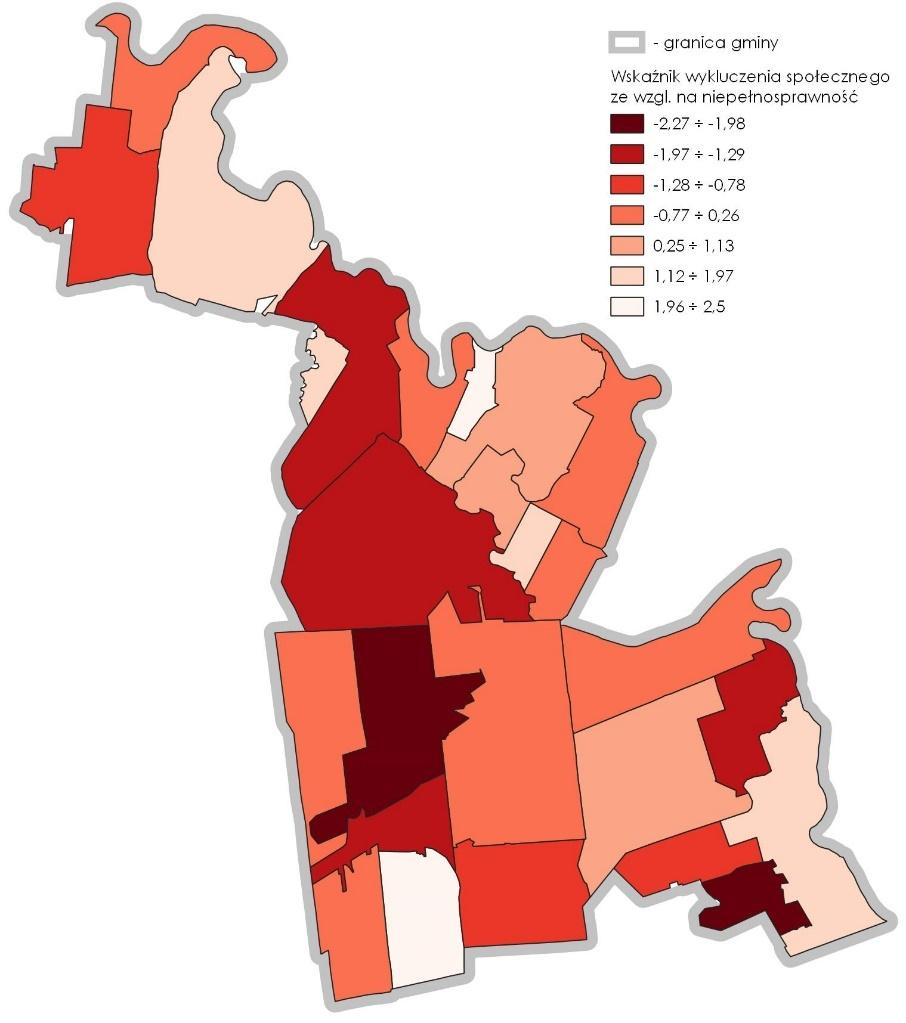 - granica gminy
Wskaźnik wykluczenia społecznego
ze wzgl. na niepełnosprawność
-2,27 ÷ -1,98
-1,97 ÷ -1,29
-1,28 ÷ -0,78
-0,77 ÷ 0,26
0,25 ÷ 1,13
1,12 ÷ 1,97
1,96 ÷ 2,5